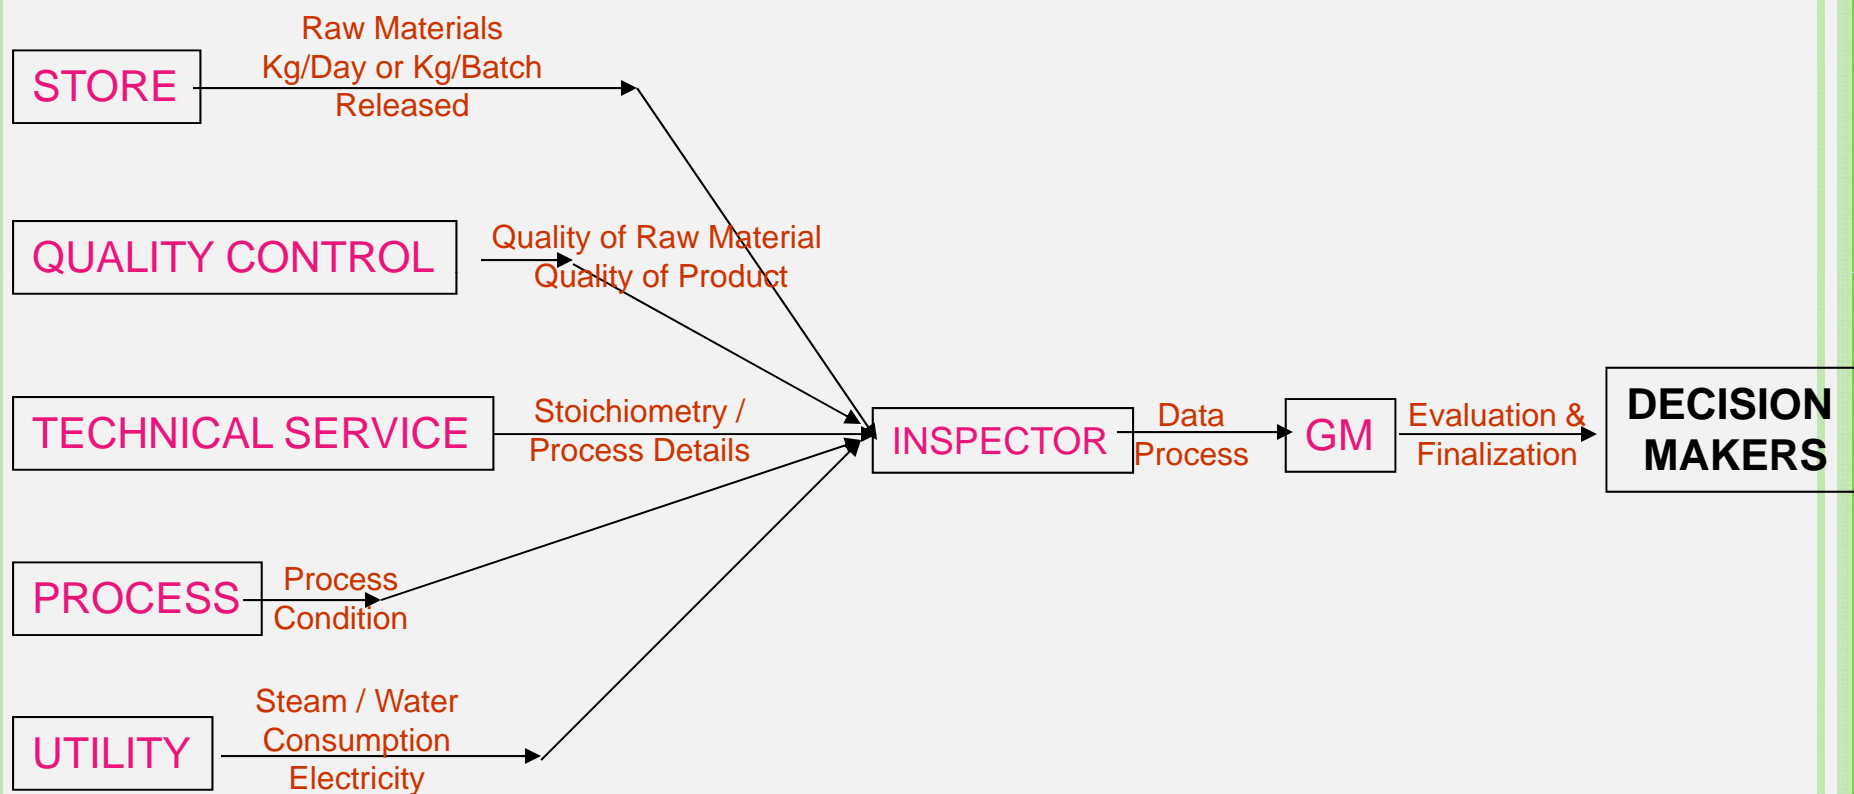 Raw Materials
Kg/Day or Kg/Batch
STORE
Released
Quality of Raw Material
QUALITY CONTROL
Quality of Product
Stoichiometry /
TECHNICAL SERVICE
Process Details
INSPECTOR
Data
Process
GM
Evaluation &
Finalization
DECISION
MAKERS
Process
PROCESS
Condition
Steam / Water
Consumption
UTILITY
Electricity